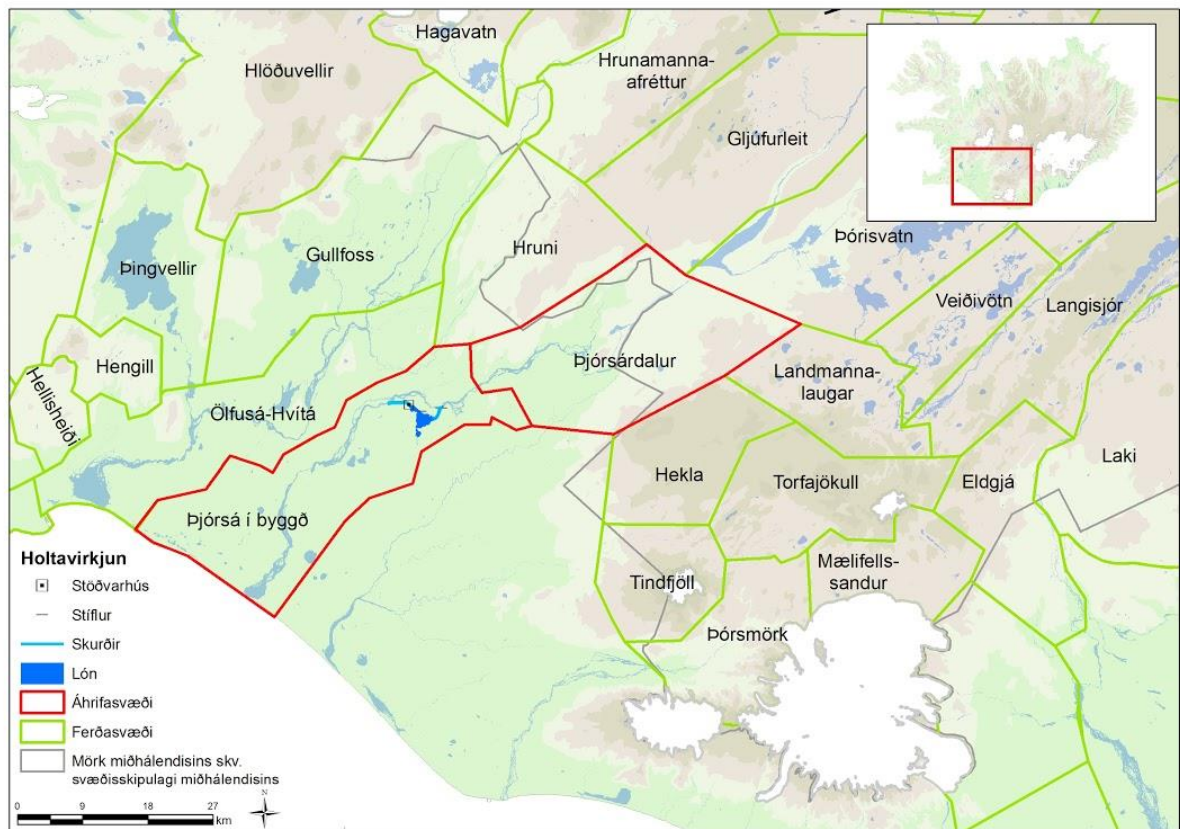 Hagavatn
Hlöðuvellir
Hrunamanna-
afréttur
Gljúfurleit
Þingvellir
Gullfoss
Hruni
Þórisvatn
Veiðivötn
Langisjór
Hengill
Hellisheiði
Ölfusá-Hvítá
Þjórsárdalur
Landmanna-
laugar
Hekla
Torfajökull
Eldgjá
Laki
Þjórsá í byggð
Tindfjöll
Mælifells-
sandur
Þórsmörk
Holtavirkjun
Stöðvarhús
Stíflur
Skurðir
Lón
Áhrifasvæði
Ferðasvæði
Mörk miðhálendisins skv.
svæðisskipulagi miðhálendisins
0 9 18 27
km
N